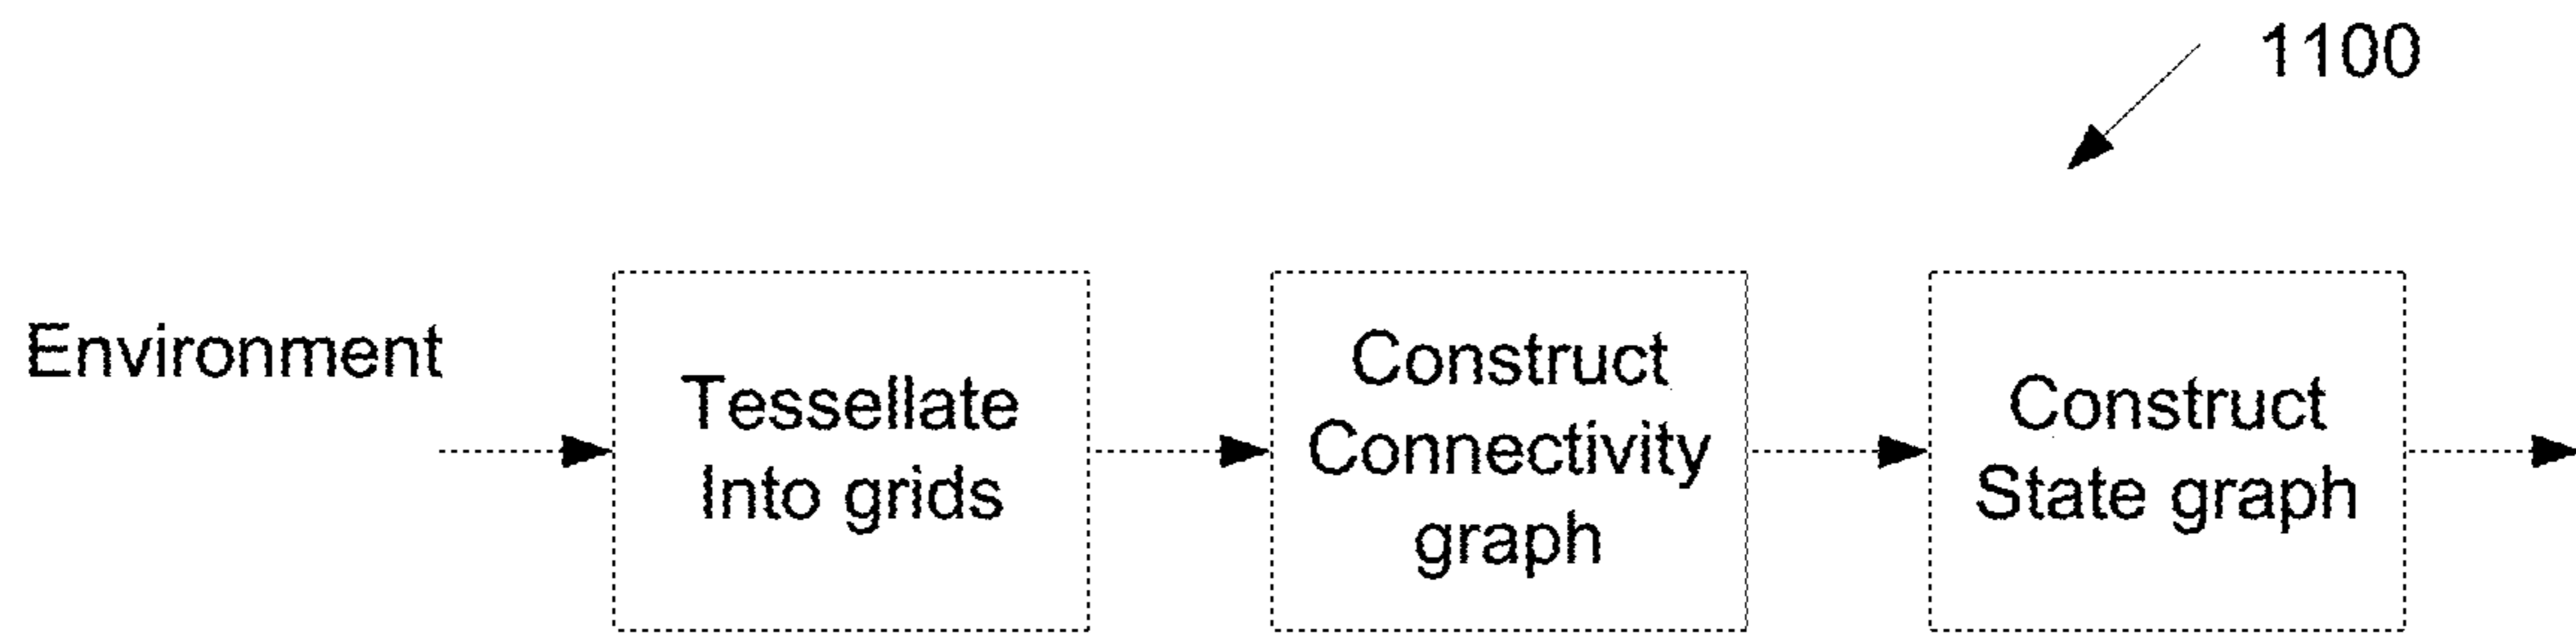 1100
Environment
Tessellate
Into grids
Construct
Connectivity
graph
Construct
State graph